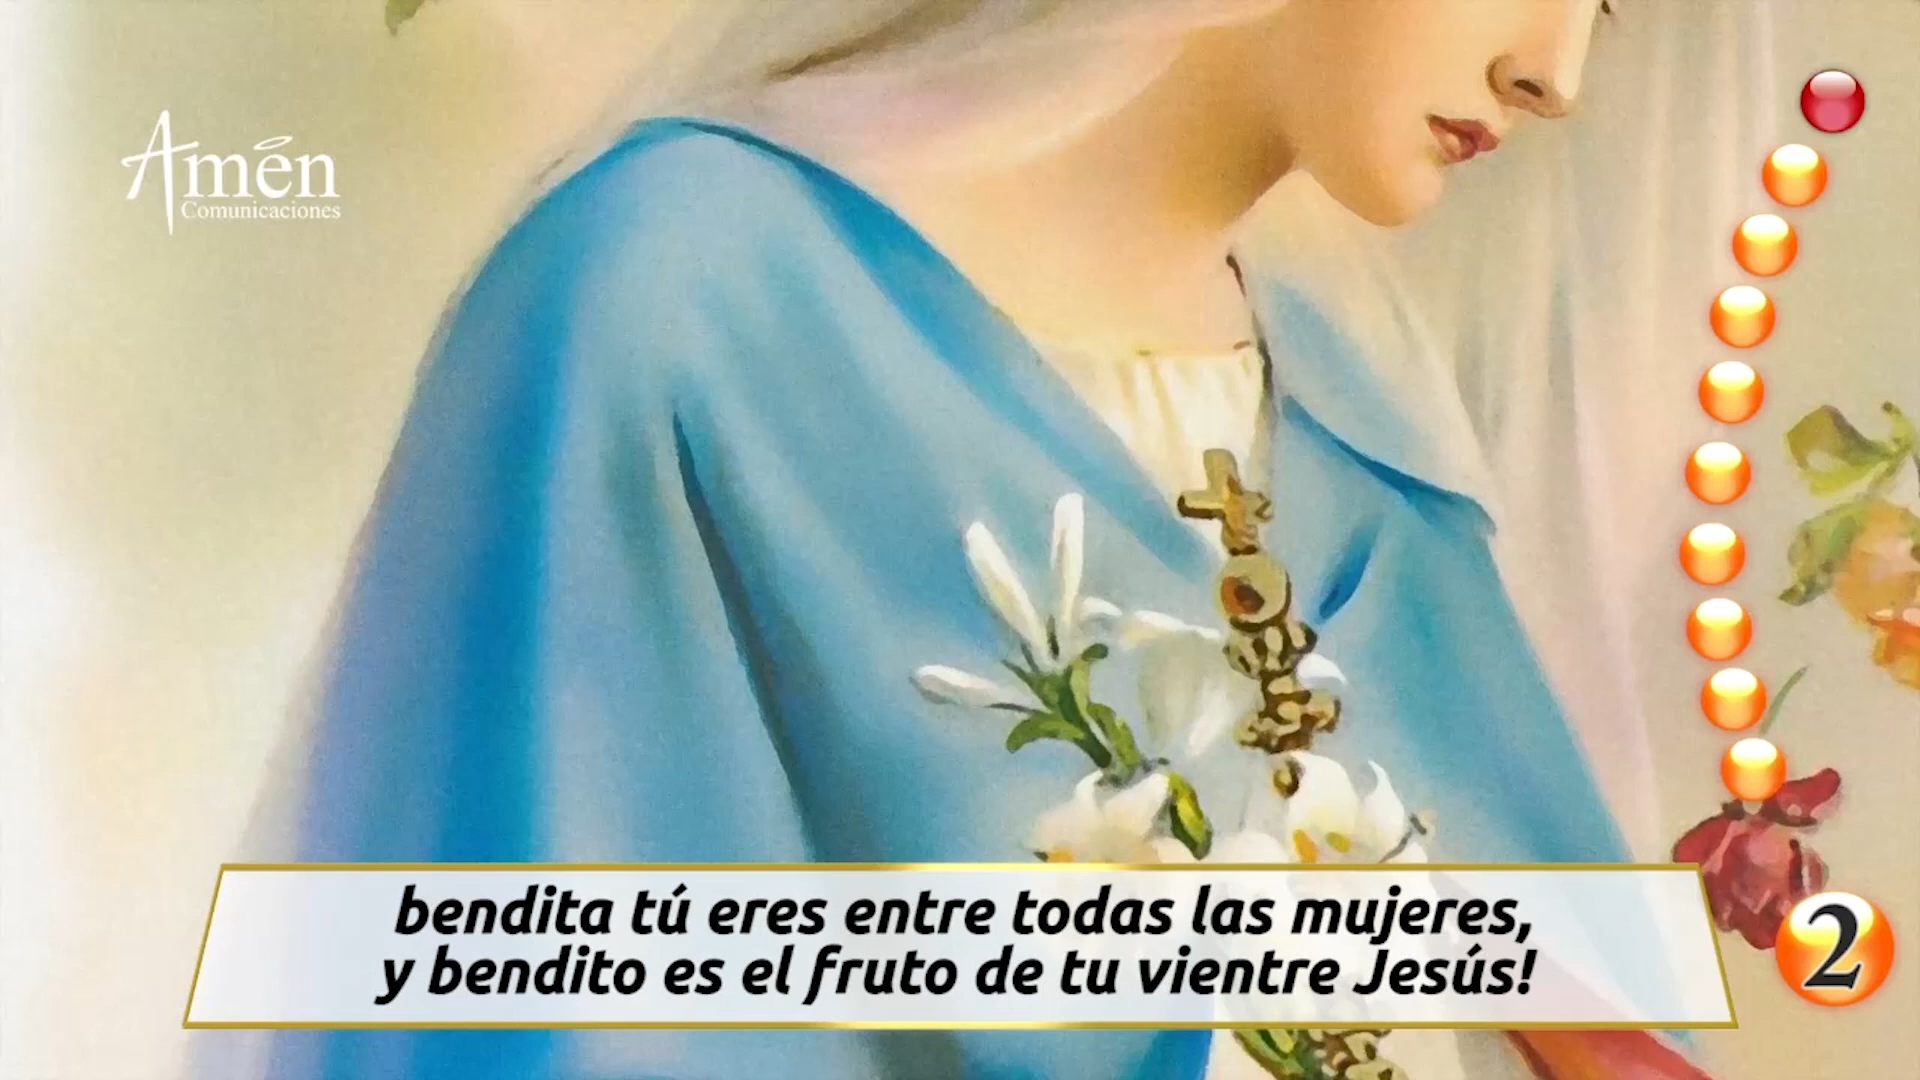 Amén
Comunicaciones
bendita tú eres entre todas las mujeres,
y bendito es el fruto de tu vientre Jesús!
2